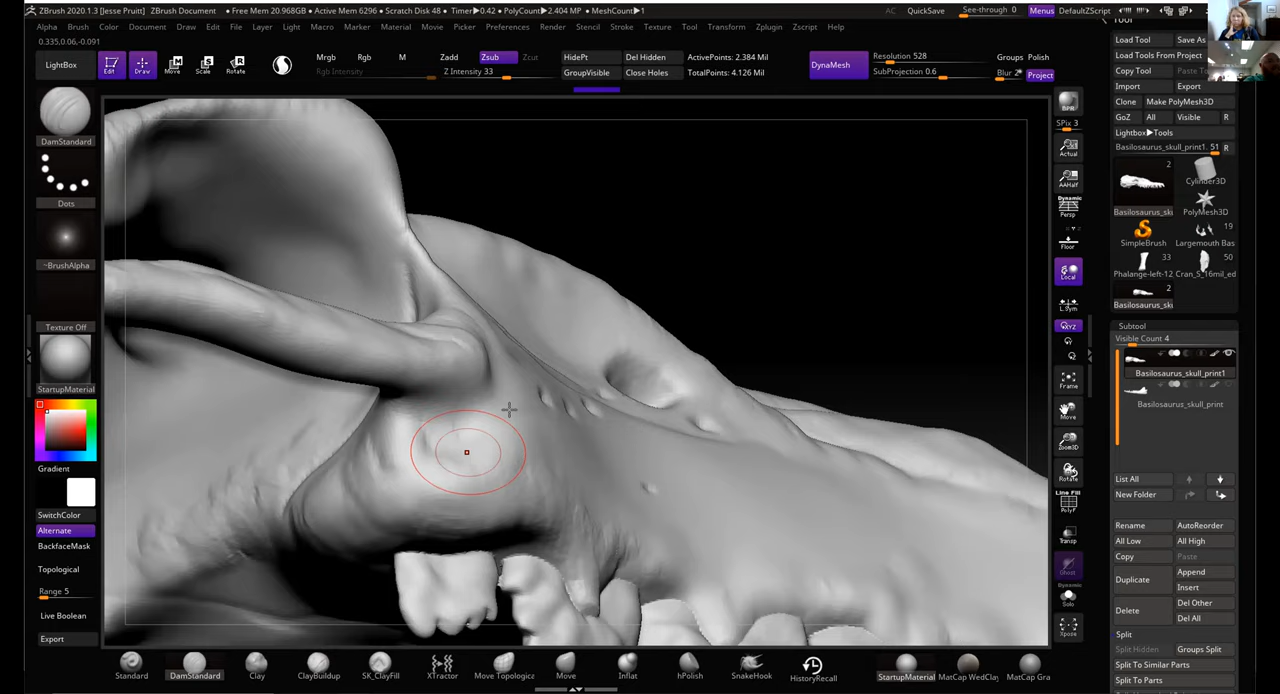 ZBrush 2020.1.3 [Jesse Pruitt] ZBrush Document • Free Mem 20.968GB • Active Mem 6296 • Scratch Disk 48 • Timer▶0.42 • PolyCount▶2.404 MP • MeshCount▶1
AC QuickSave See-through 0 Menus DefaultZScript
Alpha Brush Color Document Draw Edit File Layer Light Macro Marker Material Movie Picker Preferences Render Stencil Stroke Texture Tool Transform Zplugin Zscript Help
0.335,0.06,-0.091
LightBox
Edit
Draw
Move
Scale
Rotate
Mrgb Rgb M Zadd Zsub Zcut
Rgb Intensity Z Intensity 33
HidePt Del Hidden
GroupVisible Close Holes
ActivePoints: 2.384 Mil
TotalPoints: 4.126 Mil
DynaMesh
Resolution 528
SubProjection 0.6
Groups Polish
Blur 2 Project
DamStandard
Dots
~BrushAlpha
Texture Off
StartupMaterial
Gradient
SwitchColor
Alternate
BackfaceMask
Topological
Range 5
Live Boolean
Export
BPR
SPix 3
Actual
AAHalf
Dynamic
Persp
Floor
Local
L.Sym
XYZ
Frame
Move
Zoom3D
Rotate
Line Fill
PolyF
Transp
Ghost
Dynamic
Solo
Xpose
Tool
Load Tool Save As
Load Tools From Project
Copy Tool
Import Export
Clone Make PolyMesh3D
GoZ All Visible R
Lightbox▶Tools
Basilosaurus_skull_print1. 51 R
2
Cylinder3D
Basilosaurus_sku
PolyMesh3D
19
SimpleBrush
Largemouth Bas
33
50
Phalange-left-12
Cran_S_16mil_ed
2
Basilosaurus_sku
Subtool
Visible Count 4
Basilosaurus_skull_print1
Basilosaurus_skull_print
List All
New Folder
Rename AutoReorder
All Low All High
Copy Paste
Duplicate Append
Insert
Delete Del Other
Del All
Split
Split Hidden Groups Split
Split To Similar Parts
Split To Parts
Standard
DamStandard
Clay
ClayBuildup
SK_ClayFill
XTractor
Move Topologica
Move
Inflat
hPolish
SnakeHook
HistoryRecall
StartupMaterial
MatCap WedClay
MatCap Gra